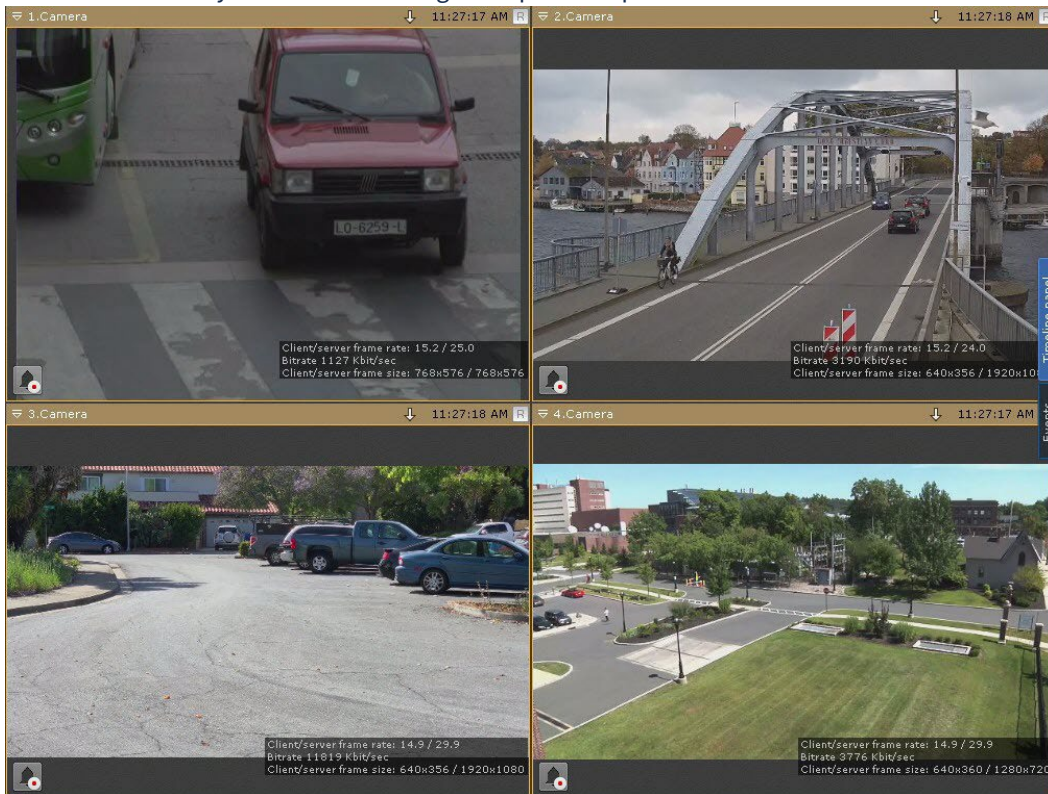 1.Camera
11:27:17 AM R
LO-6259-L
Client/server frame rate: 15.2 / 25.0
Bitrate 1127 Kbit/sec
Client/server frame size: 768x576 / 768x576
2.Camera
11:27:18 AM R
Client/server frame rate: 15.2 / 24.0
Bitrate 3190 Kbit/sec
Client/server frame size: 640x356 / 1920x108
Timeline panel
Events
3.Camera
11:27:18 AM R
Client/server frame rate: 14.9 / 29.9
Bitrate 11819 Kbit/sec
Client/server frame size: 640x356 / 1920x1080
4.Camera
11:27:17 AM
Client/server frame rate: 14.9 / 29.9
Bitrate 3776 Kbit/sec
Client/server frame size: 640x360 / 1280x720